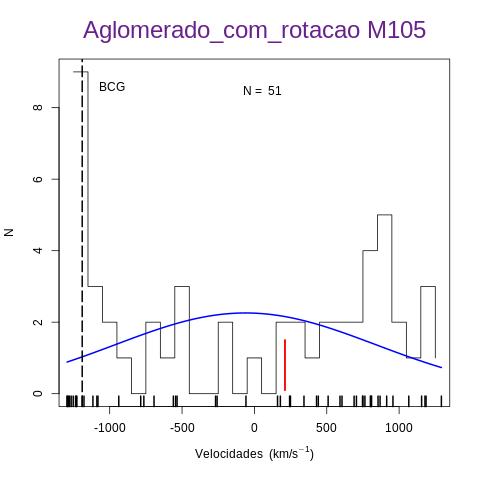 Aglomerado_com_rotacao M105
BCG
N = 51
8
6
4
2
0
N
-1000 -500 0 500 1000
Velocidades (km/s⁻¹)